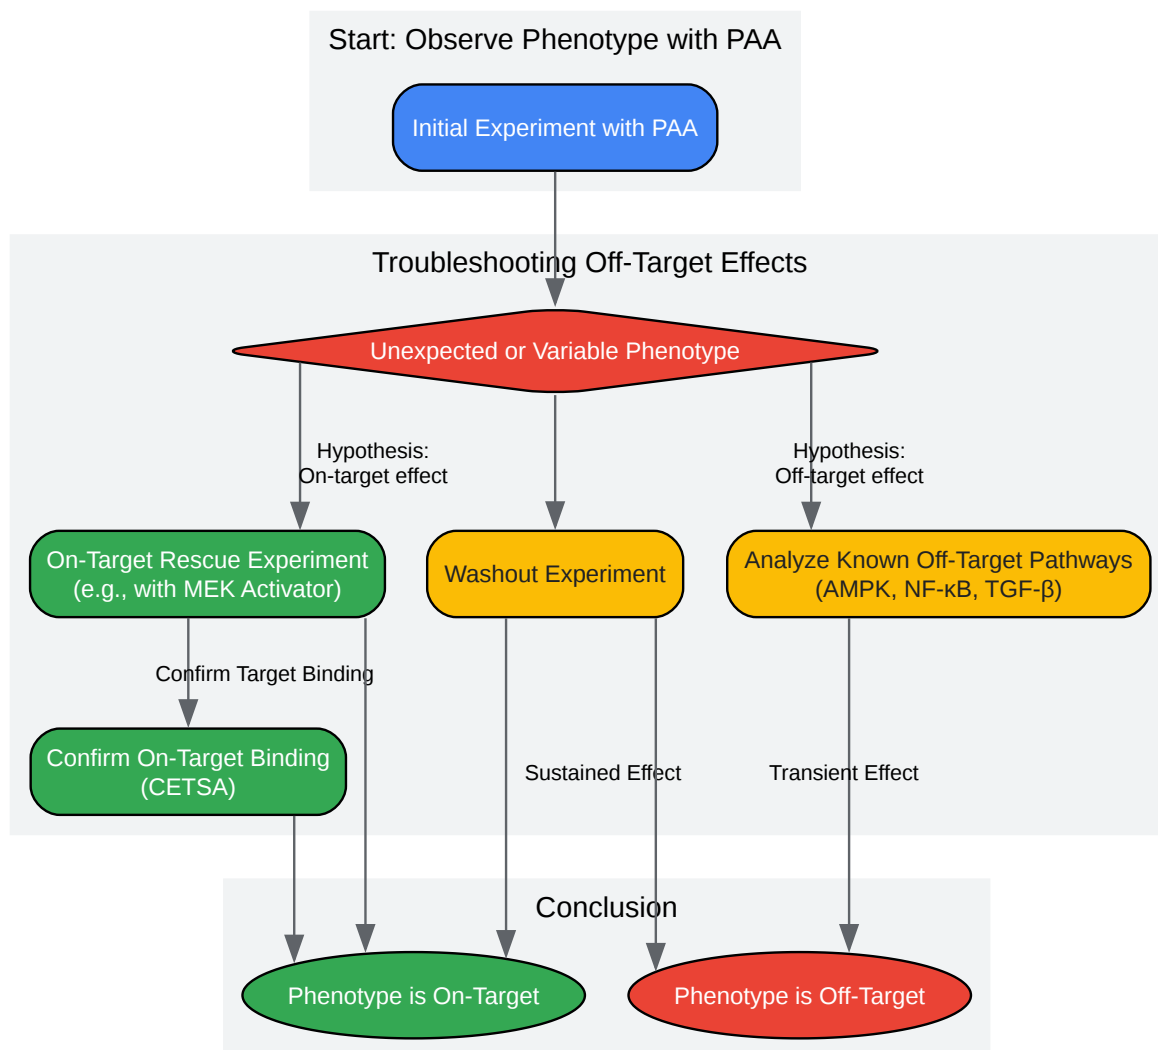 Start: Observe Phenotype with PAA
Initial Experiment with PAA
Troubleshooting Off-Target Effects
Unexpected or Variable Phenotype
Hypothesis:
On-target effect
Hypothesis:
Off-target effect
On-Target Rescue Experiment
(e.g., with MEK Activator)
Washout Experiment
Analyze Known Off-Target Pathways
(AMPK, NF-κB, TGF-β)
Confirm Target Binding
Confirm On-Target Binding
(CETSA)
Sustained Effect
Transient Effect
Conclusion
Phenotype is On-Target
Phenotype is Off-Target